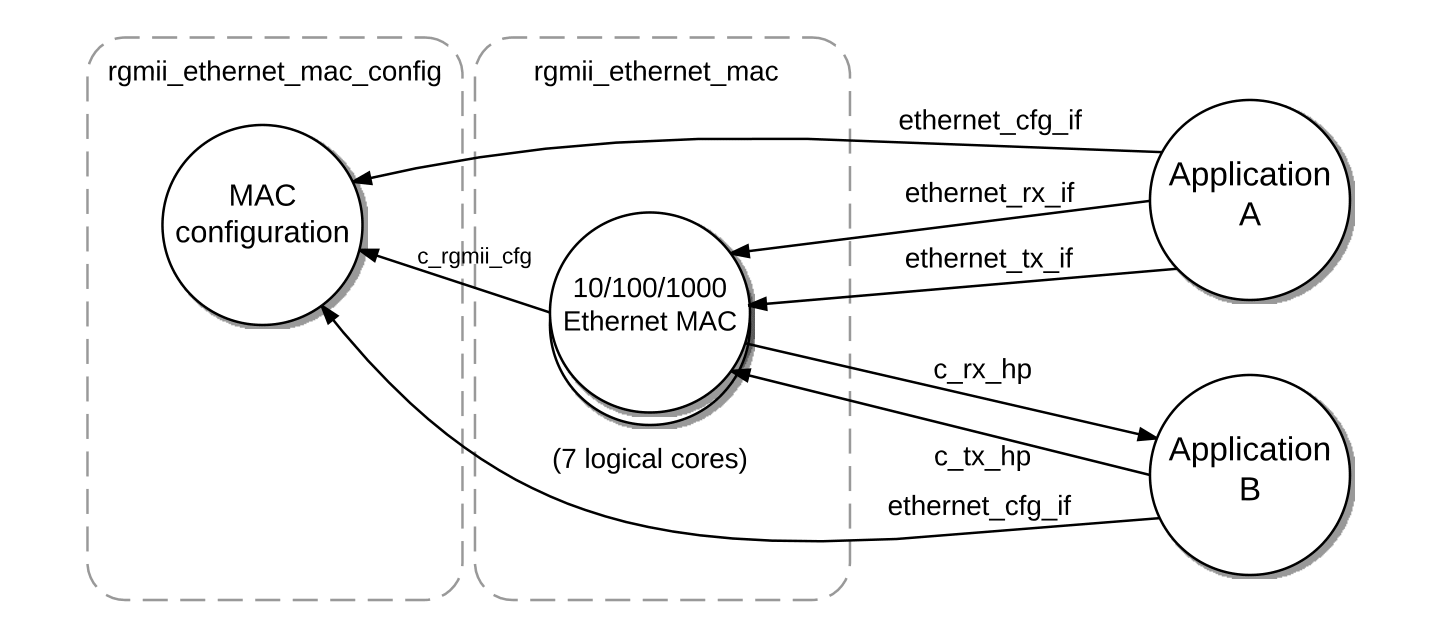 rgmii_ethernet_mac_config
rgmii_ethernet_mac
ethernet_cfg_if
Application
A
ethernet_rx_if
MAC
configuration
c_rgmii_cfg
ethernet_tx_if
10/100/1000
Ethernet MAC
c_rx_hp
Application
B
(7 logical cores)
c_tx_hp
ethernet_cfg_if